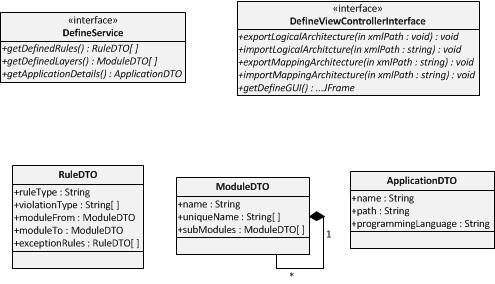 «interface»
DefineService
+getDefinedRules() : RuleDTO[ ]
+getDefinedLayers() : ModuleDTO[ ]
+getApplicationDetails() : ApplicationDTO
«interface»
DefineViewControllerInterface
+exportLogicalArchitecture(in xmlPath : void) : void
+importLogicalArchitcture(in xmlPath : string) : void
+exportMappingArchitecture(in xmlPath : string) : void
+importMappingArchitecture(in xmlPath : string) : void
+getDefineGUI() : ...JFrame
RuleDTO
+ruleType : String
+violationType : String[ ]
+moduleFrom : ModuleDTO
+moduleTo : ModuleDTO
+exceptionRules : RuleDTO[ ]
ModuleDTO
+name : String
+uniqueName : String[ ]
+subModules : ModuleDTO[ ]
1
*
ApplicationDTO
+name : String
+path : String
+programmingLanguage : String